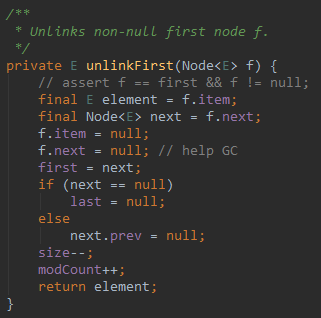 /**
 * Unlinks non-null first node f.
 */
private E unlinkFirst(Node<E> f) {
    // assert f == first && f != null;
    final E element = f.item;
    final Node<E> next = f.next;
    f.item = null;
    f.next = null; // help GC
    first = next;
    if (next == null)
        last = null;
    else
        next.prev = null;
    size--;
    modCount++;
    return element;
}